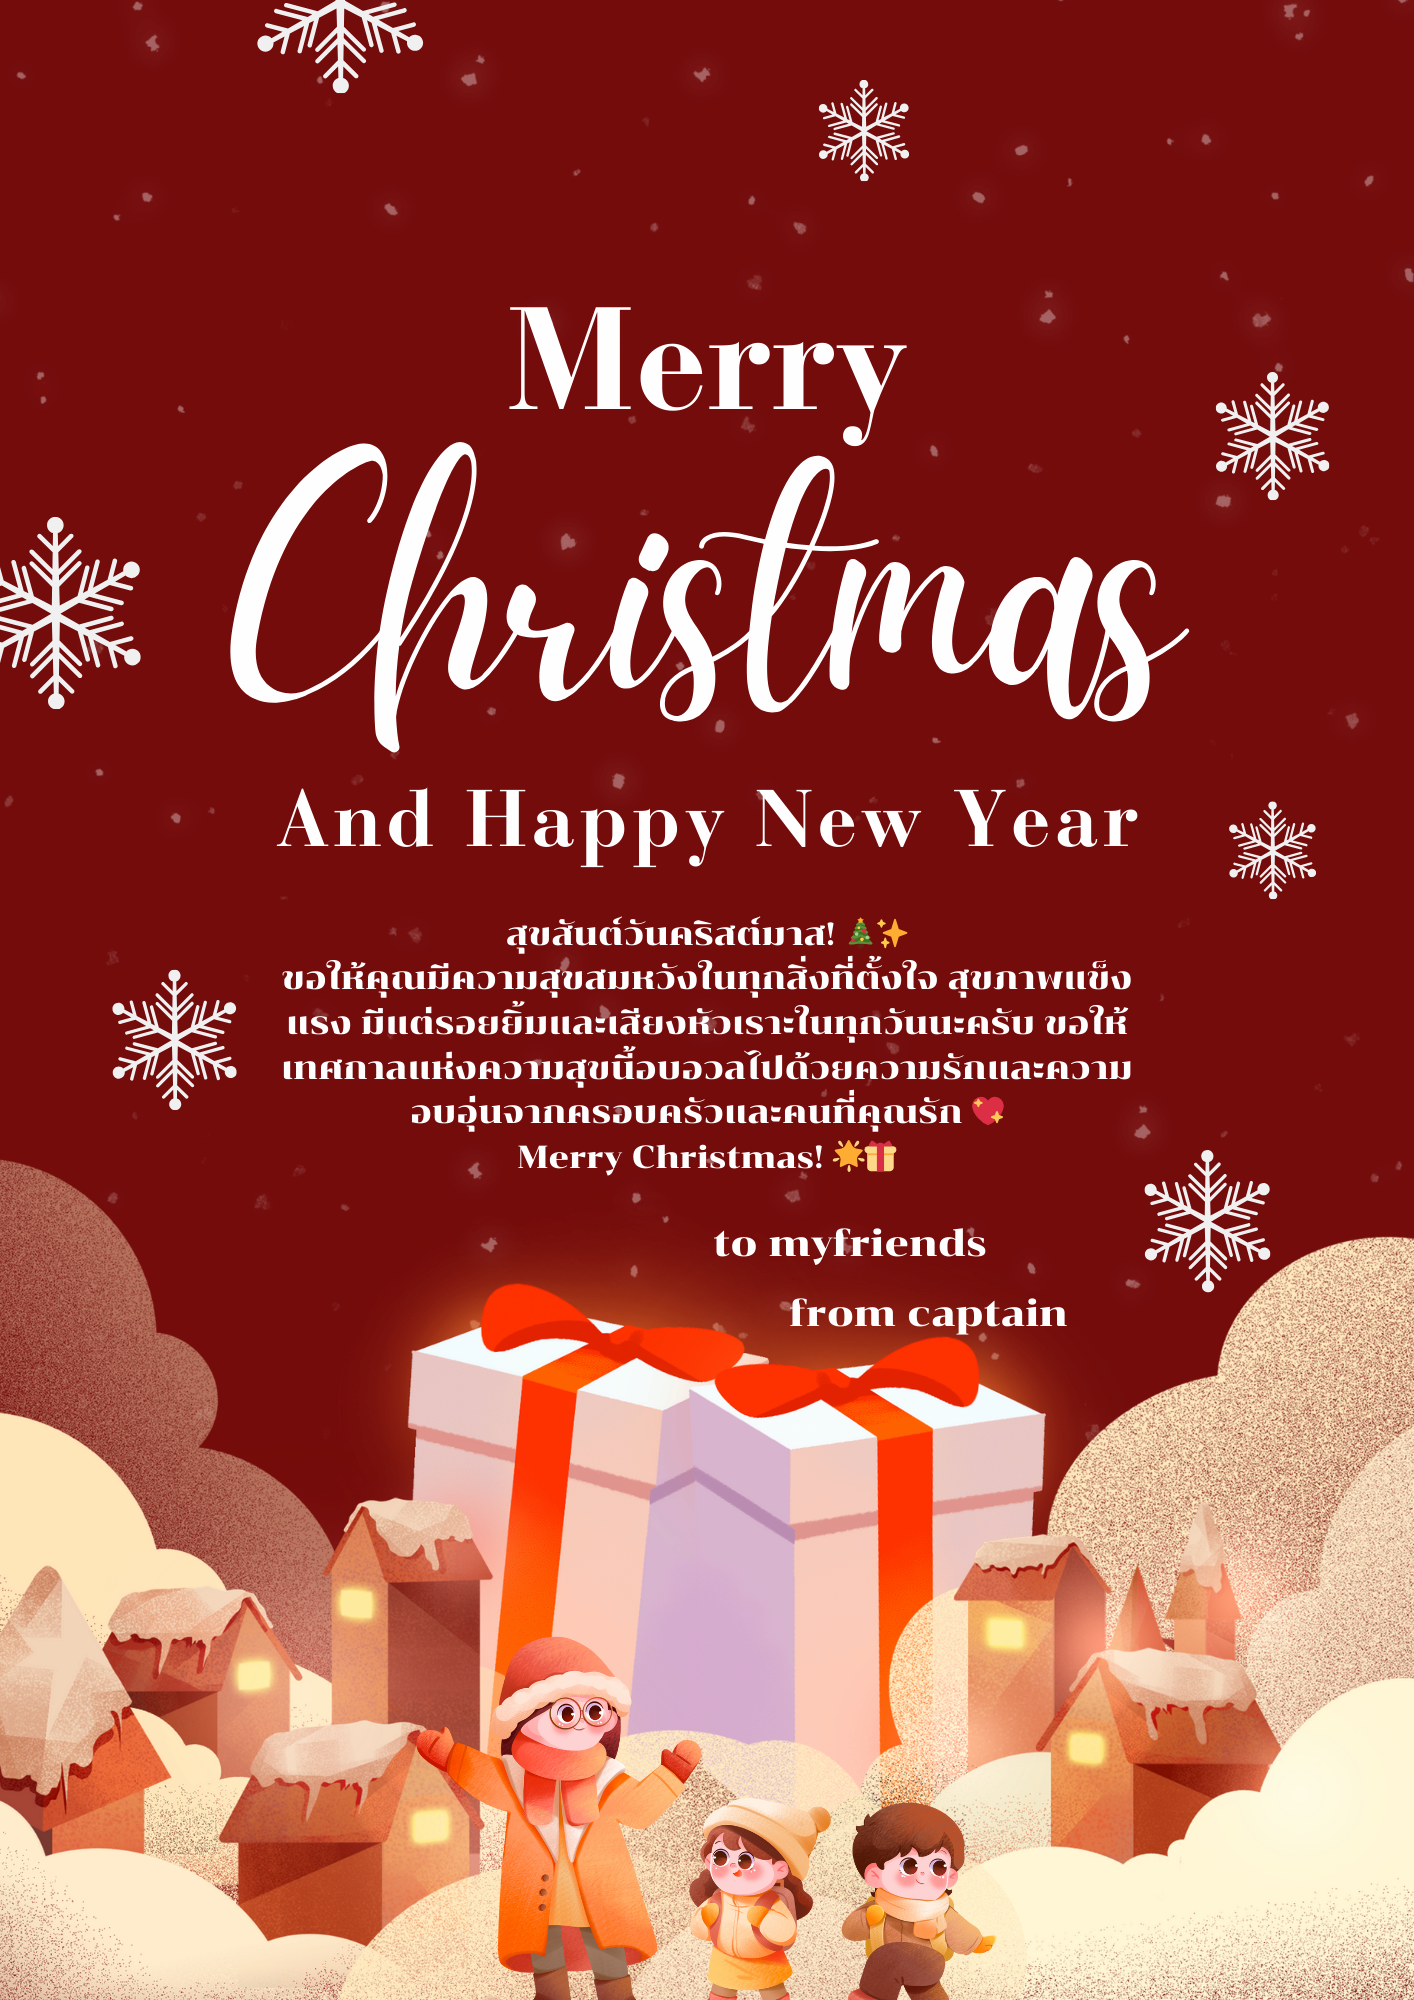 Merry
Christmas
And Happy New Year
สุขสันต์วันคริสต์มาส! 🎄✨
ขอให้คุณมีความสุขสมหวังในทุกสิ่งที่ตั้งใจ สุขภาพแข็ง
แรง มีแต่รอยยิ้มและเสียงหัวเราะในทุกวันนะครับ ขอให้
เทศกาลแห่งความสุขนี้อบอวลไปด้วยความรักและความ
อบอุ่นจากครอบครัวและคนที่คุณรัก 💖
Merry Christmas! 🌟🎁
to myfriends
from captain